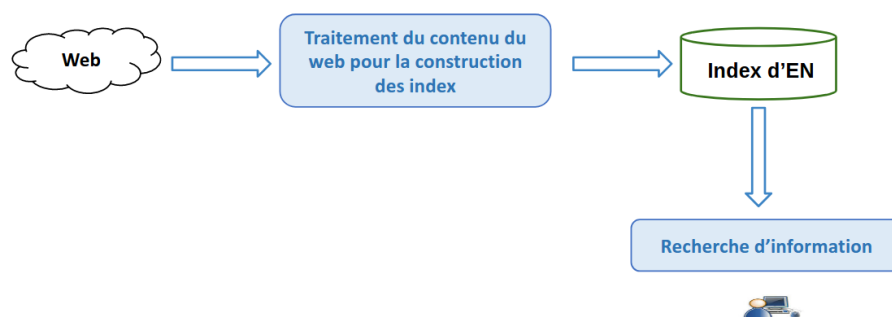 Web
Traitement du contenu du
web pour la construction
des index
Index d'EN
Recherche d'information